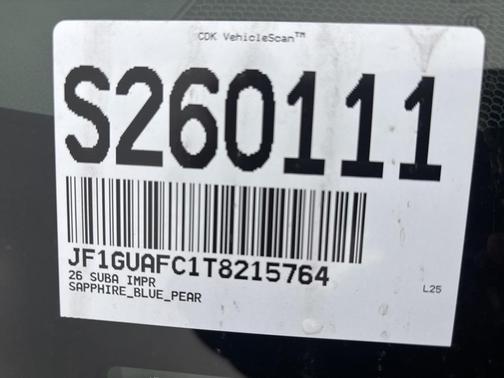 CDK VehicleScan™
S260111
JF1GUAFC1T8215764
26 SUBA IMPR
SAPPHIRE_BLUE_PEAR
L25